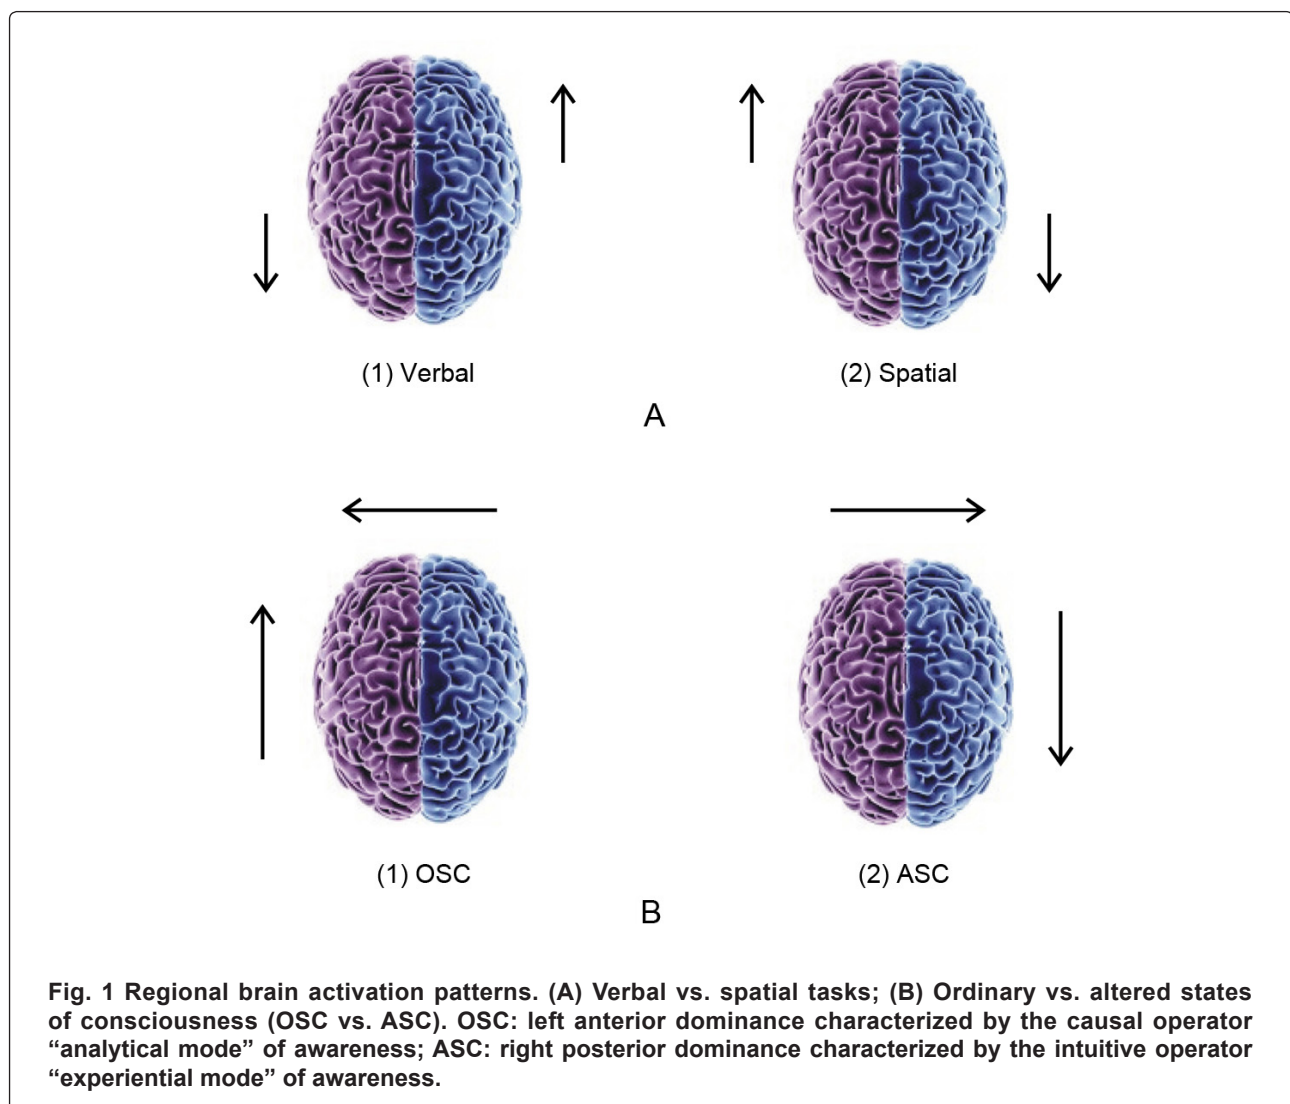 (1) Verbal
(2) Spatial
A
(1) OSC
(2) ASC
B
Fig. 1 Regional brain activation patterns. (A) Verbal vs. spatial tasks; (B) Ordinary vs. altered states
of consciousness (OSC vs. ASC). OSC: left anterior dominance characterized by the causal operator
“analytical mode” of awareness; ASC: right posterior dominance characterized by the intuitive operator
“experiential mode” of awareness.